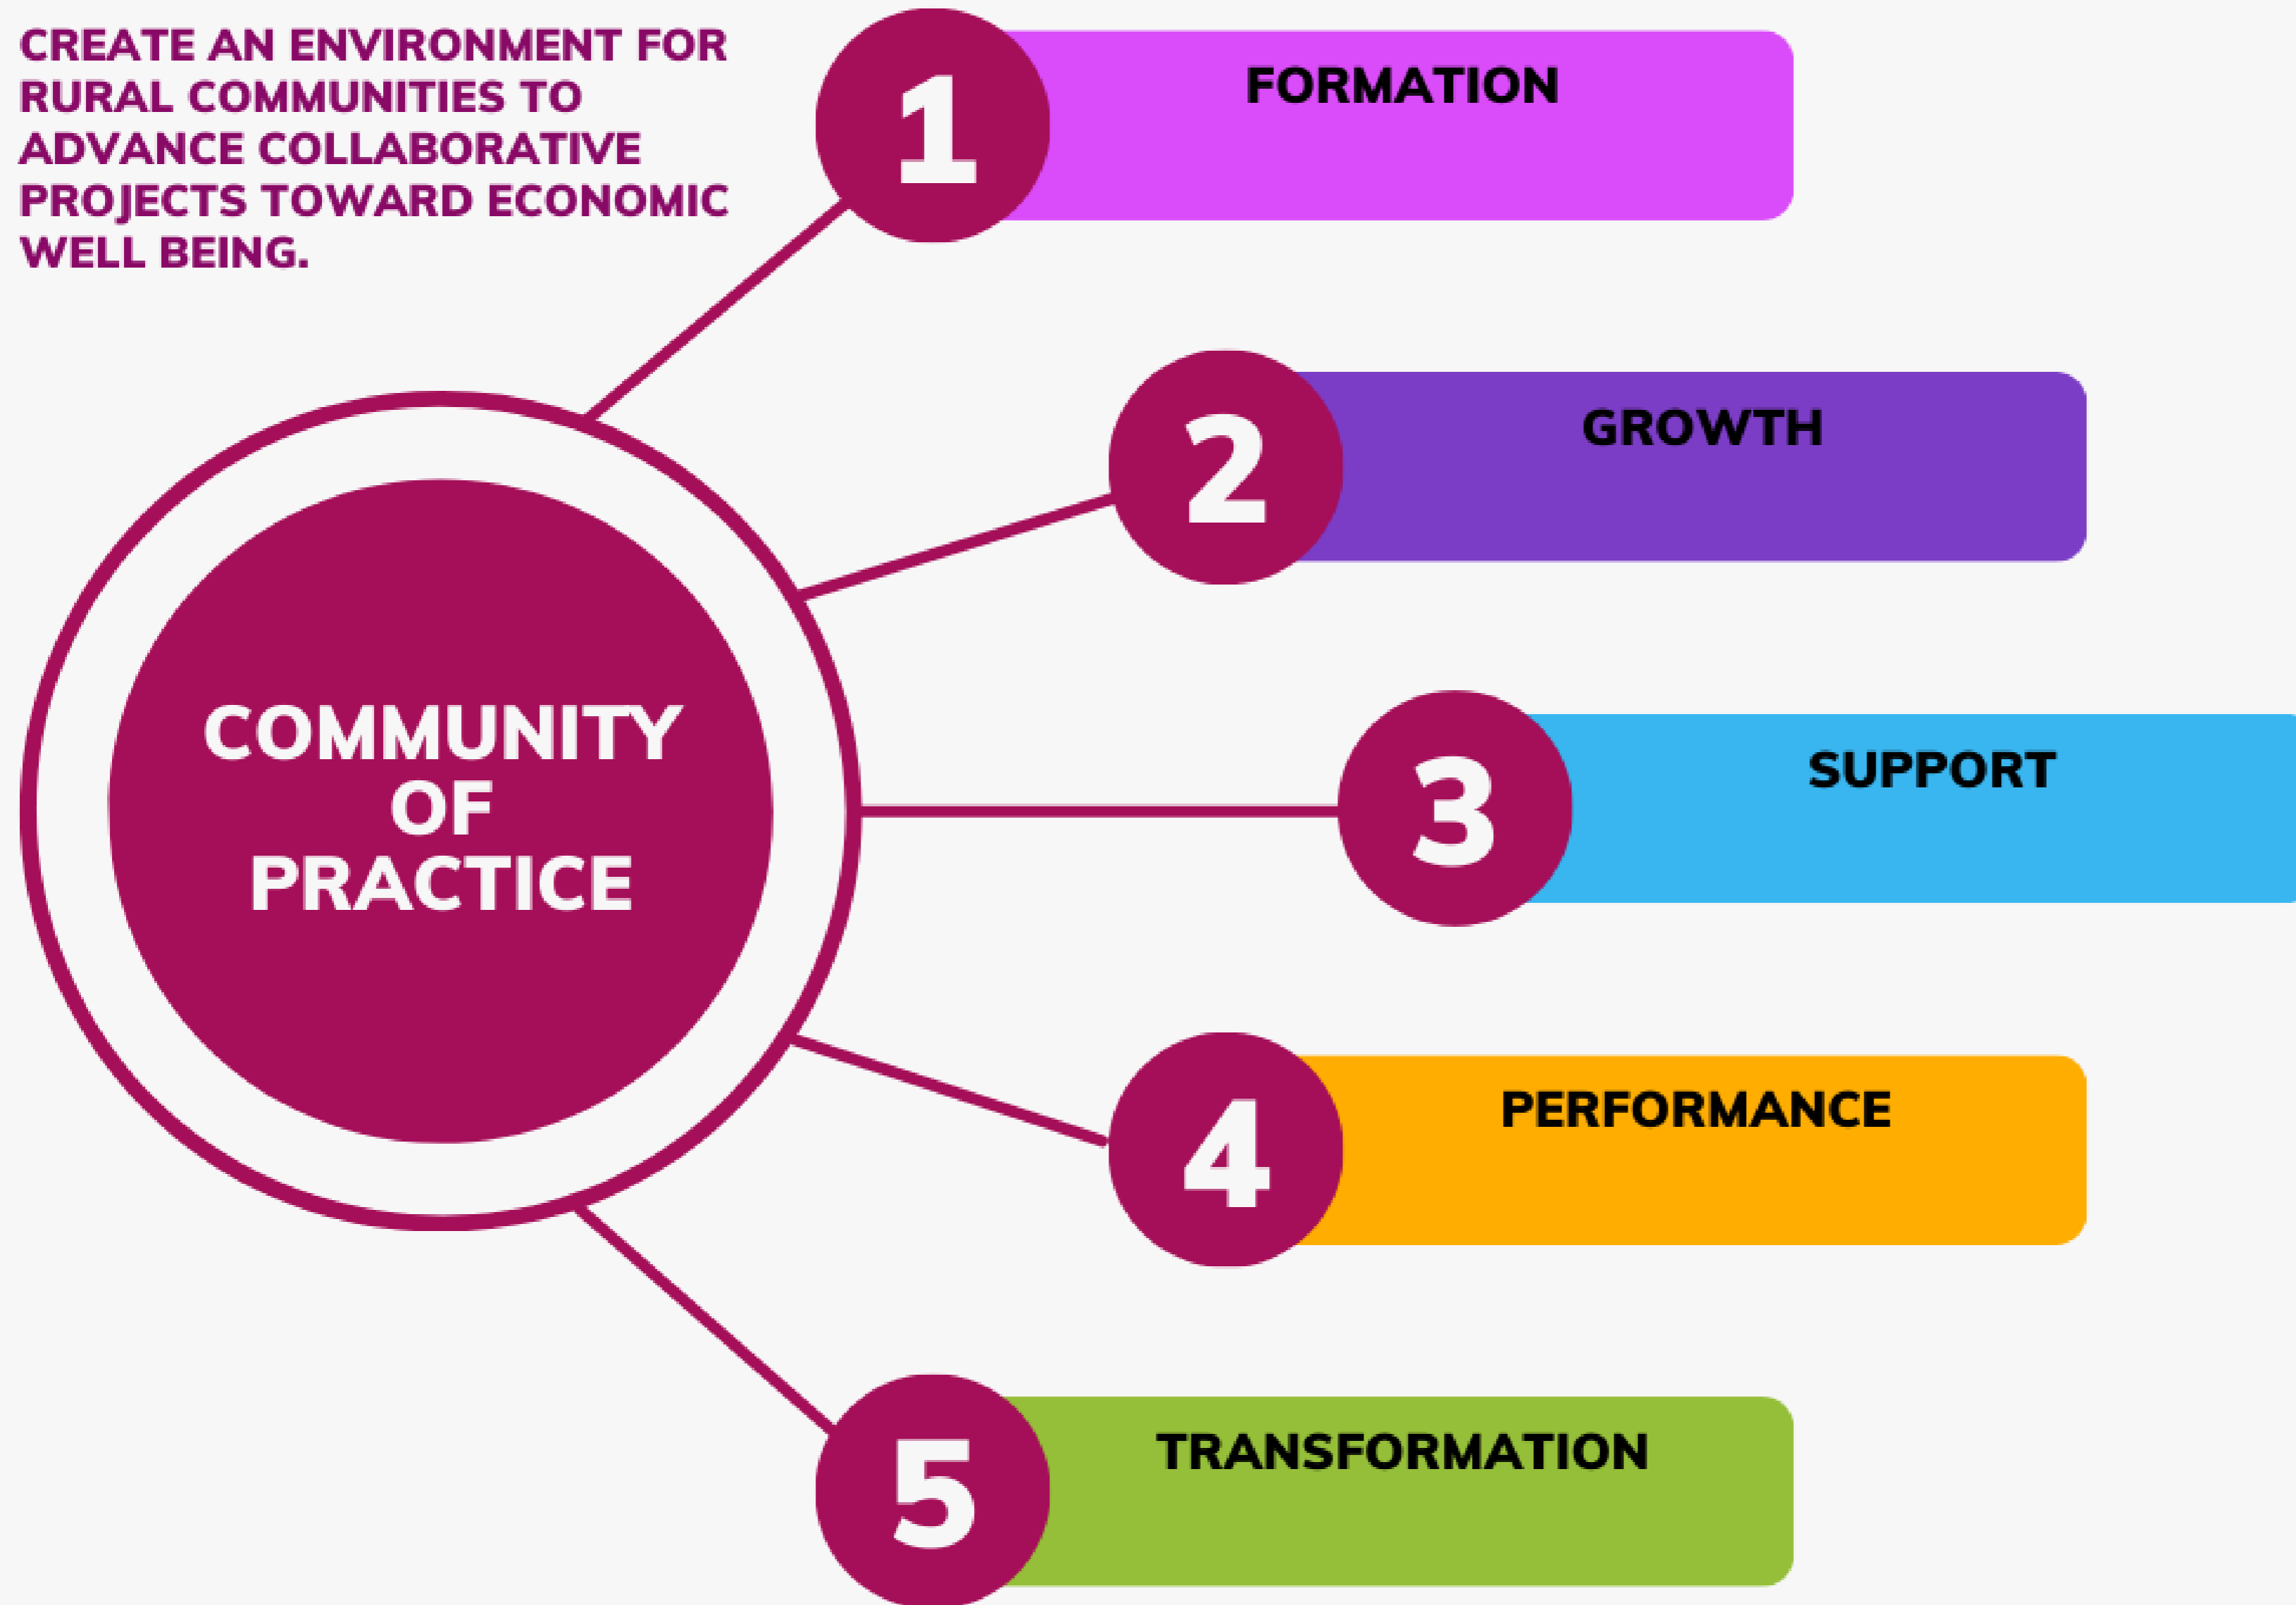 CREATE AN ENVIRONMENT FOR
RURAL COMMUNITIES TO
ADVANCE COLLABORATIVE
PROJECTS TOWARD ECONOMIC
WELL BEING.
COMMUNITY
OF
PRACTICE
1
FORMATION
2
GROWTH
3
SUPPORT
4
PERFORMANCE
5
TRANSFORMATION